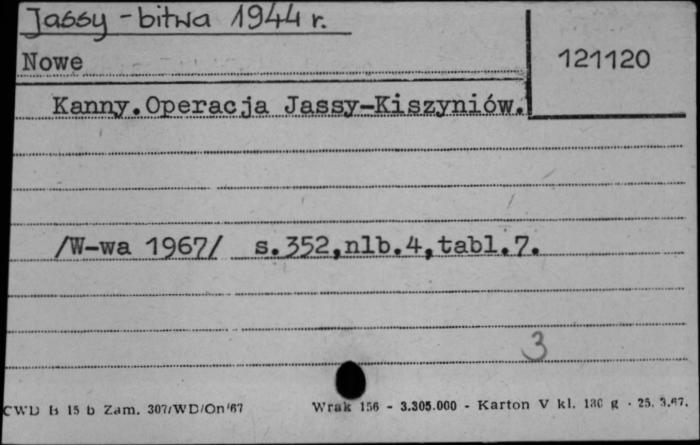 Jassy - bitwa 1944 r.
Nowe
121120
Kanny.Operacja Jassy-Kiszyniów.
/W-wa 1967/ s.352,nlb.4,tabl.7.
3
CWD B 15 b Zam. 307/WD/On/67 Wrak 156 - 3.305.000 - Karton V kl. 180 g - 25. 3.67.